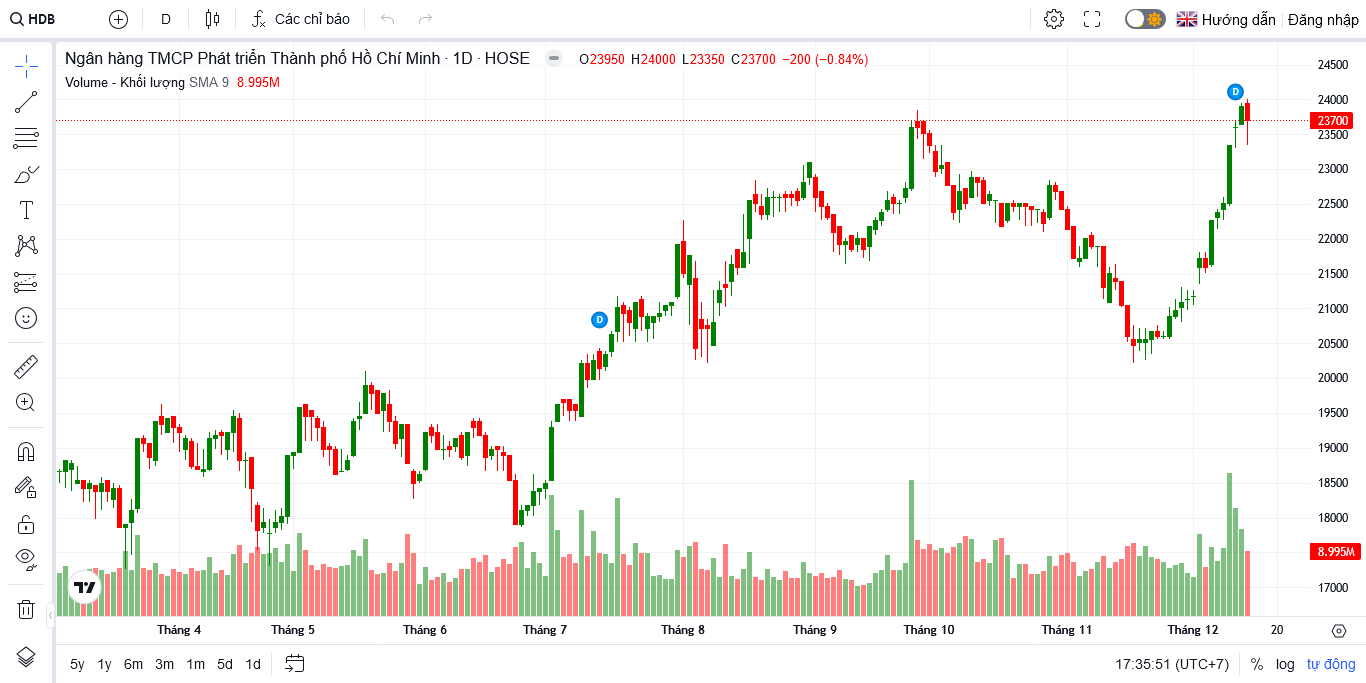 HDB D Các chỉ báo Hướng dẫn Đăng nhập
Ngân hàng TMCP Phát triển Thành phố Hồ Chí Minh · 1D · HOSE O23950 H24000 L23350 C23700 −200 (−0.84%)
Volume - Khối lượng SMA 9 8.995M
D
D
24500
24000
23700
23500
23000
22500
22000
21500
21000
20500
20000
19500
19000
18500
18000
8.995M
17000
Tháng 4 Tháng 5 Tháng 6 Tháng 7 Tháng 8 Tháng 9 Tháng 10 Tháng 11 Tháng 12 20
5y 1y 6m 3m 1m 5d 1d 17:35:51 (UTC+7) % log tự động